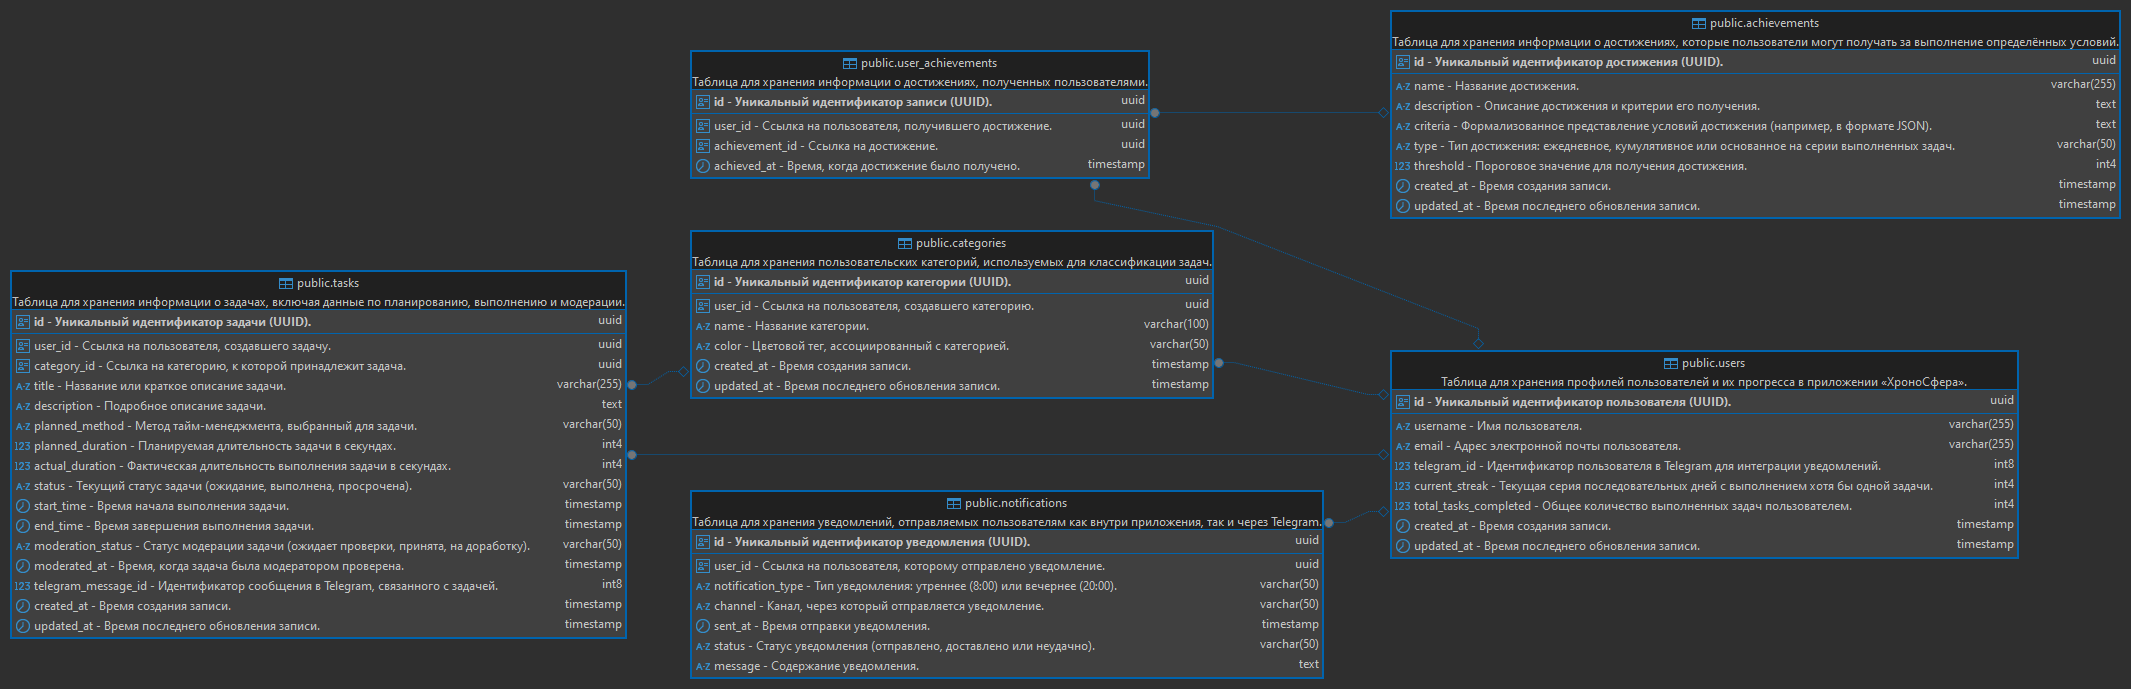 public.achievements
Таблица для хранения информации о достижениях, которые пользователи могут получать за выполнение определённых условий.
id - Уникальный идентификатор достижения (UUID). uuid
A-Z name - Название достижения. varchar(255)
A-Z description - Описание достижения и критерии его получения. text
A-Z criteria - Формализованное представление условий достижения (например, в формате JSON). text
A-Z type - Тип достижения: ежедневное, кумулятивное или основанное на серии выполненных задач. varchar(50)
123 threshold - Пороговое значение для получения достижения. int4
created_at - Время создания записи. timestamp
updated_at - Время последнего обновления записи. timestamp
public.user_achievements
Таблица для хранения информации о достижениях, полученных пользователями.
id - Уникальный идентификатор записи (UUID). uuid
user_id - Ссылка на пользователя, получившего достижение. uuid
achievement_id - Ссылка на достижение. uuid
achieved_at - Время, когда достижение было получено. timestamp
public.categories
Таблица для хранения пользовательских категорий, используемых для классификации задач.
id - Уникальный идентификатор категории (UUID). uuid
user_id - Ссылка на пользователя, создавшего категорию. uuid
A-Z name - Название категории. varchar(100)
A-Z color - Цветовой тег, ассоциированный с категорией. varchar(50)
created_at - Время создания записи. timestamp
updated_at - Время последнего обновления записи. timestamp
public.tasks
Таблица для хранения информации о задачах, включая данные по планированию, выполнению и модерации.
id - Уникальный идентификатор задачи (UUID). uuid
user_id - Ссылка на пользователя, создавшего задачу. uuid
category_id - Ссылка на категорию, к которой принадлежит задача. uuid
A-Z title - Название или краткое описание задачи. varchar(255)
A-Z description - Подробное описание задачи. text
A-Z planned_method - Метод тайм-менеджмента, выбранный для задачи. varchar(50)
123 planned_duration - Планируемая длительность задачи в секундах. int4
123 actual_duration - Фактическая длительность выполнения задачи в секундах. int4
A-Z status - Текущий статус задачи (ожидание, выполнена, просрочена). varchar(50)
start_time - Время начала выполнения задачи. timestamp
end_time - Время завершения выполнения задачи. timestamp
A-Z moderation_status - Статус модерации задачи (ожидает проверки, принята, на доработку). varchar(50)
moderated_at - Время, когда задача была модератором проверена. timestamp
123 telegram_message_id - Идентификатор сообщения в Telegram, связанного с задачей. int8
created_at - Время создания записи. timestamp
updated_at - Время последнего обновления записи. timestamp
public.users
Таблица для хранения профилей пользователей и их прогресса в приложении «ХроноСфера».
id - Уникальный идентификатор пользователя (UUID). uuid
A-Z username - Имя пользователя. varchar(255)
A-Z email - Адрес электронной почты пользователя. varchar(255)
123 telegram_id - Идентификатор пользователя в Telegram для интеграции уведомлений. int8
123 current_streak - Текущая серия последовательных дней с выполнением хотя бы одной задачи. int4
123 total_tasks_completed - Общее количество выполненных задач пользователем. int4
created_at - Время создания записи. timestamp
updated_at - Время последнего обновления записи. timestamp
public.notifications
Таблица для хранения уведомлений, отправляемых пользователям как внутри приложения, так и через Telegram.
id - Уникальный идентификатор уведомления (UUID). uuid
user_id - Ссылка на пользователя, которому отправлено уведомление. uuid
A-Z notification_type - Тип уведомления: утреннее (8:00) или вечернее (20:00). varchar(50)
A-Z channel - Канал, через который отправляется уведомление. varchar(50)
sent_at - Время отправки уведомления. timestamp
A-Z status - Статус уведомления (отправлено, доставлено или неудачно). varchar(50)
A-Z message - Содержание уведомления. text